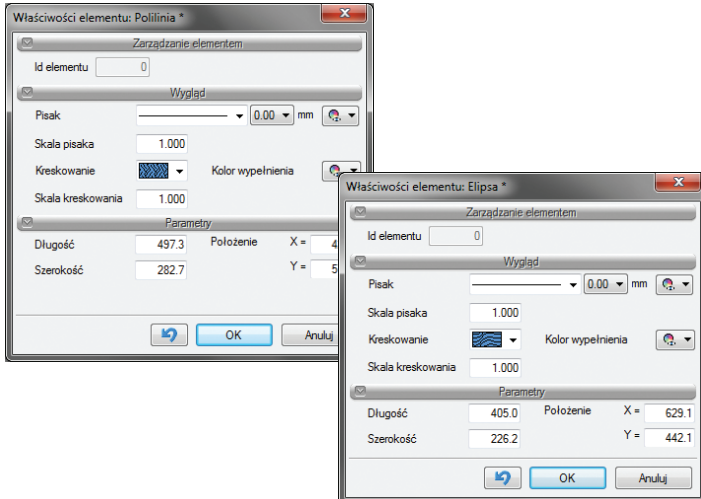 Właściwości elementu: Polilinia *
Zarządzanie elementem
Id elementu 0
Wygląd
Pisak 0.00 mm
Skala pisaka 1.000
Kreskowanie Kolor wypełnienia
Skala kreskowania 1.000
Parametry
Długość 497.3 Położenie X = 4
Szerokość 282.7 Y = 5
OK Anuluj
Właściwości elementu: Elipsa *
Zarządzanie elementem
Id elementu 0
Wygląd
Pisak 0.00 mm
Skala pisaka 1.000
Kreskowanie Kolor wypełnienia
Skala kreskowania 1.000
Parametry
Długość 405.0 Położenie X = 629.1
Szerokość 226.2 Y = 442.1
OK Anuluj